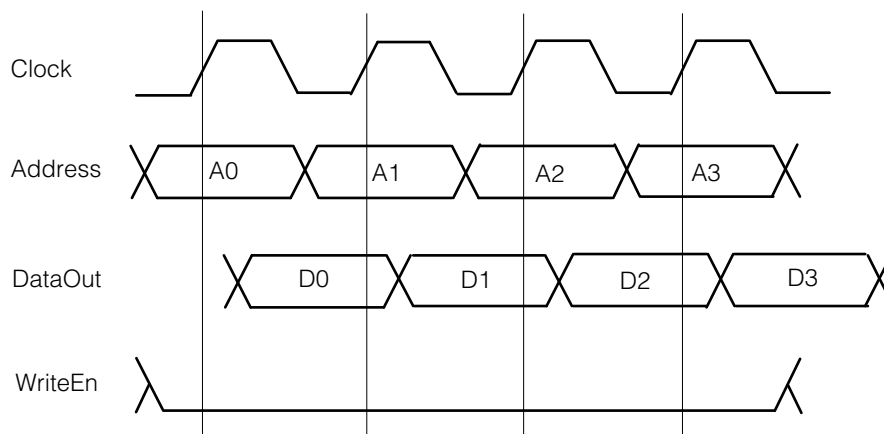 Clock
Address A0 A1 A2 A3
DataOut D0 D1 D2 D3
WriteEn